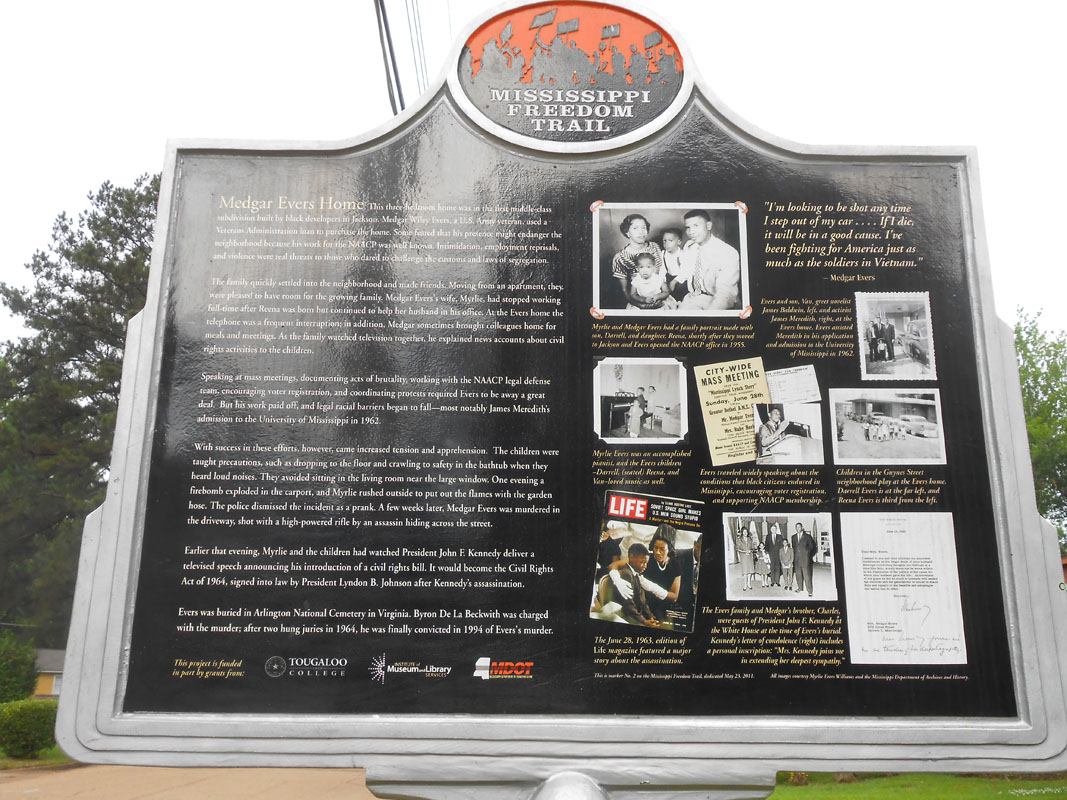 MISSISSIPPI
FREEDOM
TRAIL
Medgar Evers Home This three-bedroom home was in the first middle-class
subdivision built by black developers in Jackson. Medgar Wiley Evers, a U.S. Army veteran, used a
Veterans Administration loan to purchase the home. Some feared that his presence might endanger the
neighborhood because his work for the NAACP was well known. Intimidation, employment reprisals,
and violence were real threats to those who dared to challenge the customs and laws of segregation.
The family quickly settled into the neighborhood and made friends. Moving from an apartment, they
were pleased to have room for the growing family. Medgar Evers's wife, Myrlie, had stopped working
full-time after Reena was born but continued to help her husband in his office. At the Evers home the
telephone was a frequent interruption; in addition, Medgar sometimes brought colleagues home for
meals and meetings. As the family watched television together, he explained news accounts about civil
rights activities to the children.
Speaking at mass meetings, documenting acts of brutality, working with the NAACP legal defense
team, encouraging voter registration, and coordinating protests required Evers to be away a great
deal. But his work paid off, and legal racial barriers began to fall—most notably James Meredith's
admission to the University of Mississippi in 1962.
With success in these efforts, however, came increased tension and apprehension. The children were
taught precautions, such as dropping to the floor and crawling to safety in the bathtub when they
heard loud noises. They avoided sitting in the living room near the large window. One evening a
firebomb exploded in the carport, and Myrlie rushed outside to put out the flames with the garden
hose. The police dismissed the incident as a prank. A few weeks later, Medgar Evers was murdered in
the driveway, shot with a high-powered rifle by an assassin hiding across the street.
Earlier that evening, Myrlie and the children had watched President John F. Kennedy deliver a
televised speech announcing his introduction of a civil rights bill. It would become the Civil Rights
Act of 1964, signed into law by President Lyndon B. Johnson after Kennedy's assassination.
Evers was buried in Arlington National Cemetery in Virginia. Byron De La Beckwith was charged
with the murder; after two hung juries in 1964, he was finally convicted in 1994 of Evers's murder.
This project is funded
in part by grants from:
TOUGALOO
COLLEGE
INSTITUTE of
Museum and Library
SERVICES
MDOT
"I'm looking to be shot any time
I step out of my car . . . . If I die,
it will be in a good cause. I've
been fighting for America just as
much as the soldiers in Vietnam."
– Medgar Evers
Myrlie and Medgar Evers had a family portrait made with
son, Darrell, and daughter, Reena, shortly after they moved
to Jackson and Evers opened the NAACP office in 1955.
Evers and son, Van, greet novelist
James Baldwin, left, and activist
James Meredith, right, at the
Evers home. Evers assisted
Meredith in his application
and admission to the University
of Mississippi in 1962.
CITY-WIDE
MASS MEETING
"Mississippi Lynch Story"
Sunday, June 28th
Greater Bethel A.M.E.
Mr. Medgar
Mrs. Ruby
Myrlie Evers was an accomplished
pianist, and the Evers children
–Darrell, (seated) Reena, and
Van–loved music as well.
Evers traveled widely speaking about the
conditions that black citizens endured in
Mississippi, encouraging voter registration,
and supporting NAACP membership.
Children in the Guynes Street
neighborhood play at the Evers home.
Darrell Evers is at the far left, and
Reena Evers is third from the left.
LIFE
SOVIET SPACE GIRL MAKES
U.S. MEN SOUND STUPID
The June 28, 1963, edition of
Life magazine featured a major
story about the assassination.
The Evers family and Medgar's brother, Charles,
were guests of President John F. Kennedy at
the White House at the time of Evers's burial.
Kennedy's letter of condolence (right) includes
a personal inscription: "Mrs. Kennedy joins me
in extending her deepest sympathy."
This is marker No. 2 on the Mississippi Freedom Trail, dedicated May 23, 2011.
All images courtesy Myrlie Evers Williams and the Mississippi Department of Archives and History.